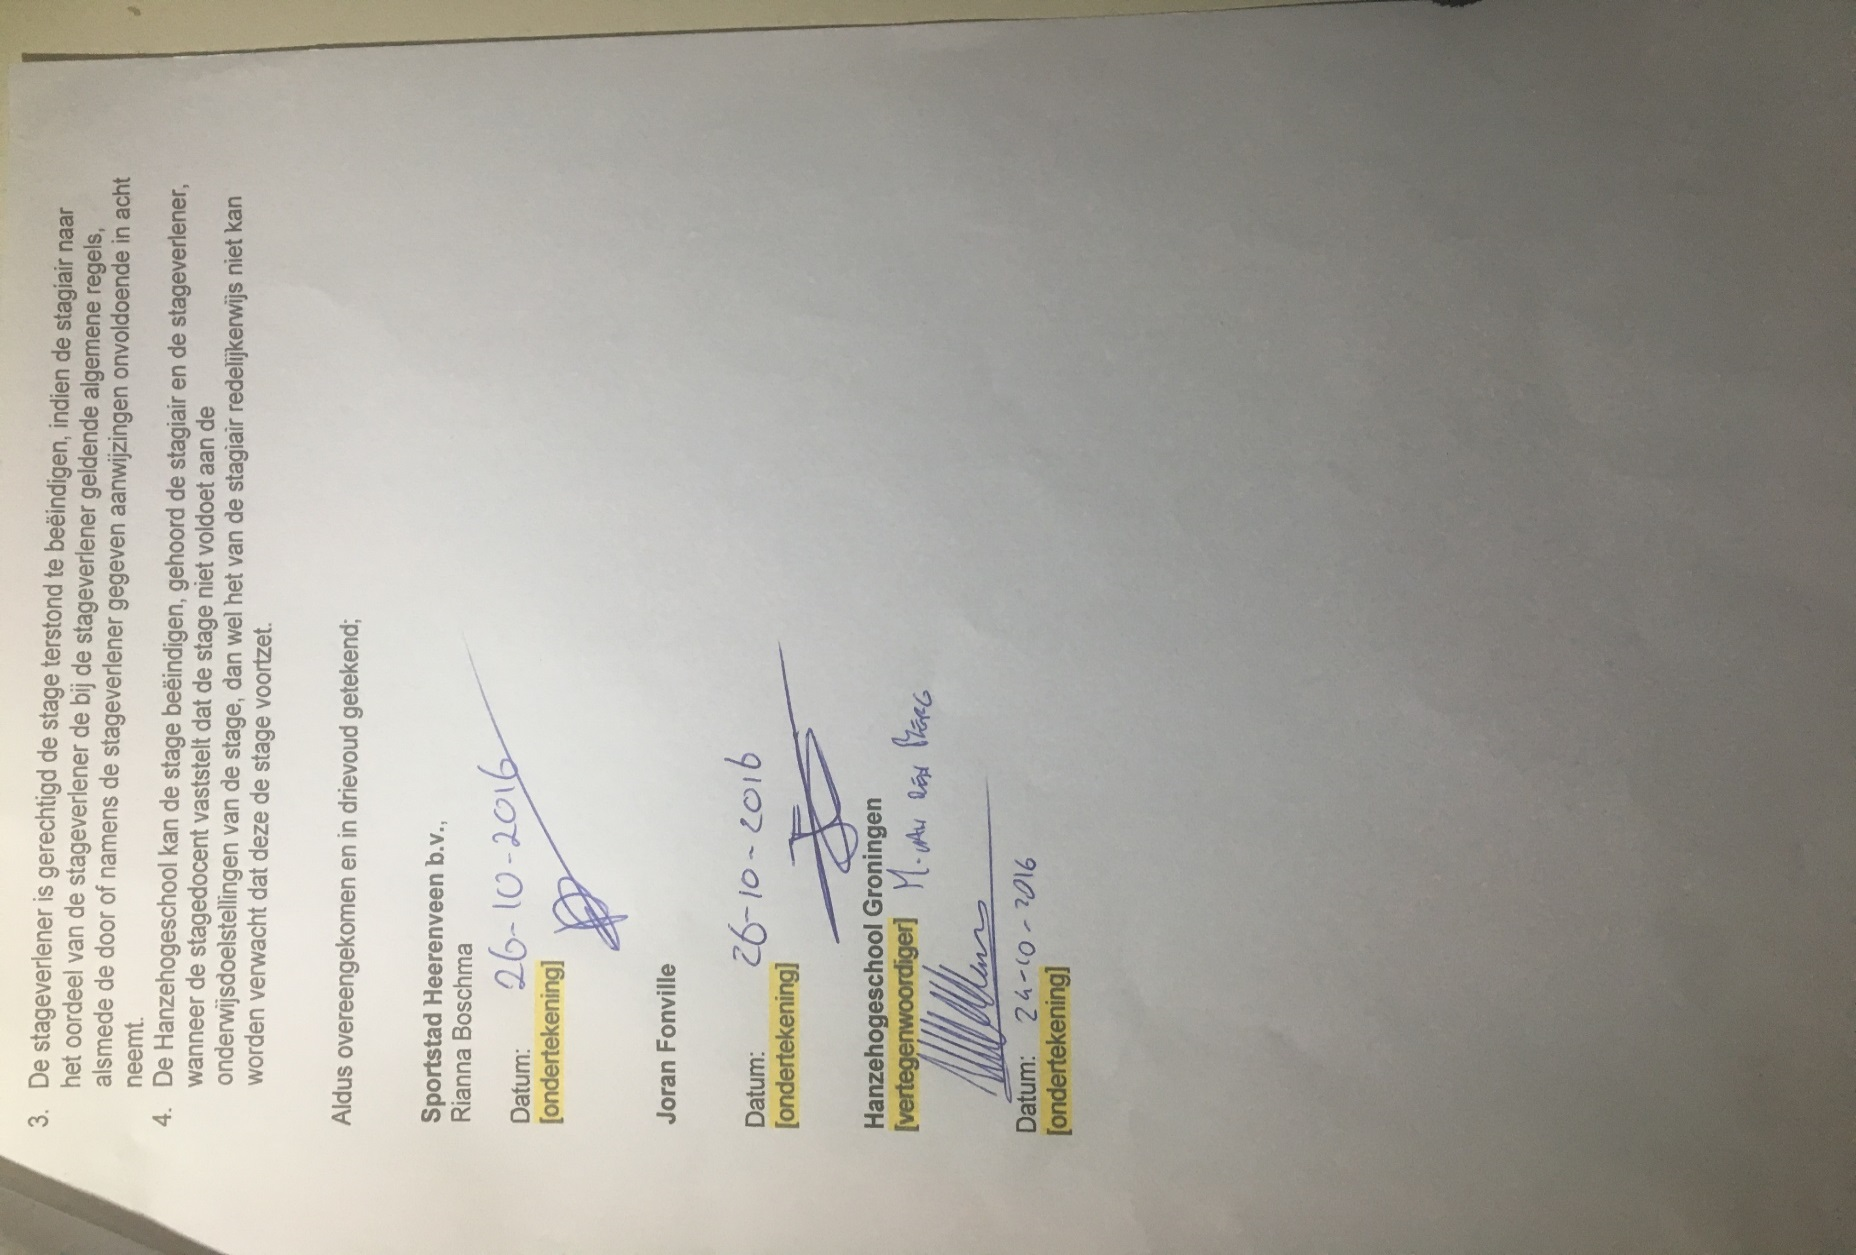 3. De stageverlener is gerechtigd de stage terstond te beëindigen, indien de stagiair naar
het oordeel van de stageverlener de bij de stageverlener geldende algemene regels,
alsmede de door of namens de stageverlener gegeven aanwijzingen onvoldoende in acht
neemt.
4. De Hanzehogeschool kan de stage beëindigen, gehoord de stagiair en de stageverlener,
wanneer de stagedocent vaststelt dat de stage niet voldoet aan de
onderwijsdoelstellingen van de stage, dan wel het van de stagiair redelijkerwijs niet kan
worden verwacht dat deze de stage voortzet.
Aldus overeengekomen en in drievoud getekend;
Sportstad Heerenveen b.v.,
Rianna Boschma
Datum: 26-10-2016
[ondertekening]
Joran Fonville
Datum: 26-10-2016
[ondertekening]
Hanzehogeschool Groningen
[vertegenwoordiger] M. van den Berg
Datum: 24-10-2016
[ondertekening]